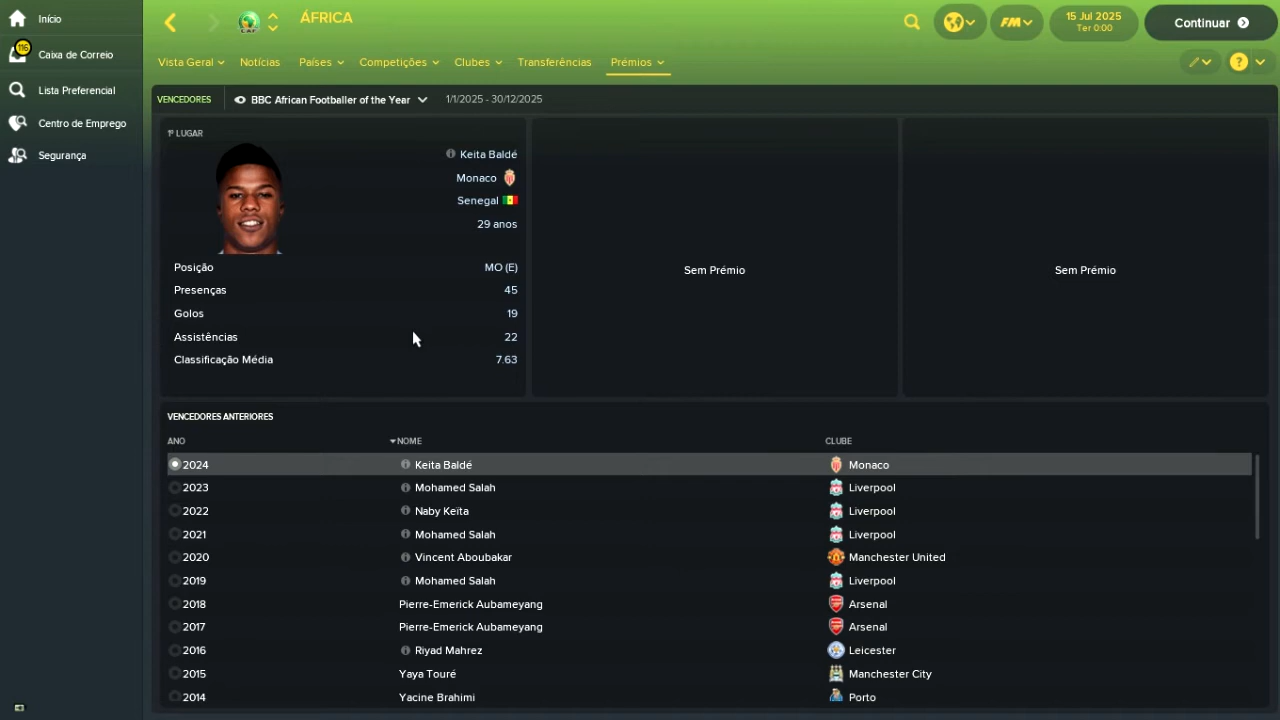 Início
ÁFRICA
FM
15 Jul 2025
Ter 0:00
Continuar
116
Caixa de Correio
Vista Geral
Notícias
Países
Competições
Clubes
Transferências
Prémios
?
Lista Preferencial
VENCEDORES
BBC African Footballer of the Year
1/1/2025 - 30/12/2025
Centro de Emprego
Segurança
1º LUGAR
Keita Baldé
Monaco
Senegal
29 anos
Posição MO (E)
Presenças 45
Golos 19
Assistências 22
Classificação Média 7.63
Sem Prémio
Sem Prémio
VENCEDORES ANTERIORES
ANO NOME CLUBE
2024 Keita Baldé Monaco
2023 Mohamed Salah Liverpool
2022 Naby Keïta Liverpool
2021 Mohamed Salah Liverpool
2020 Vincent Aboubakar Manchester United
2019 Mohamed Salah Liverpool
2018 Pierre-Emerick Aubameyang Arsenal
2017 Pierre-Emerick Aubameyang Arsenal
2016 Riyad Mahrez Leicester
2015 Yaya Touré Manchester City
2014 Yacine Brahimi Porto